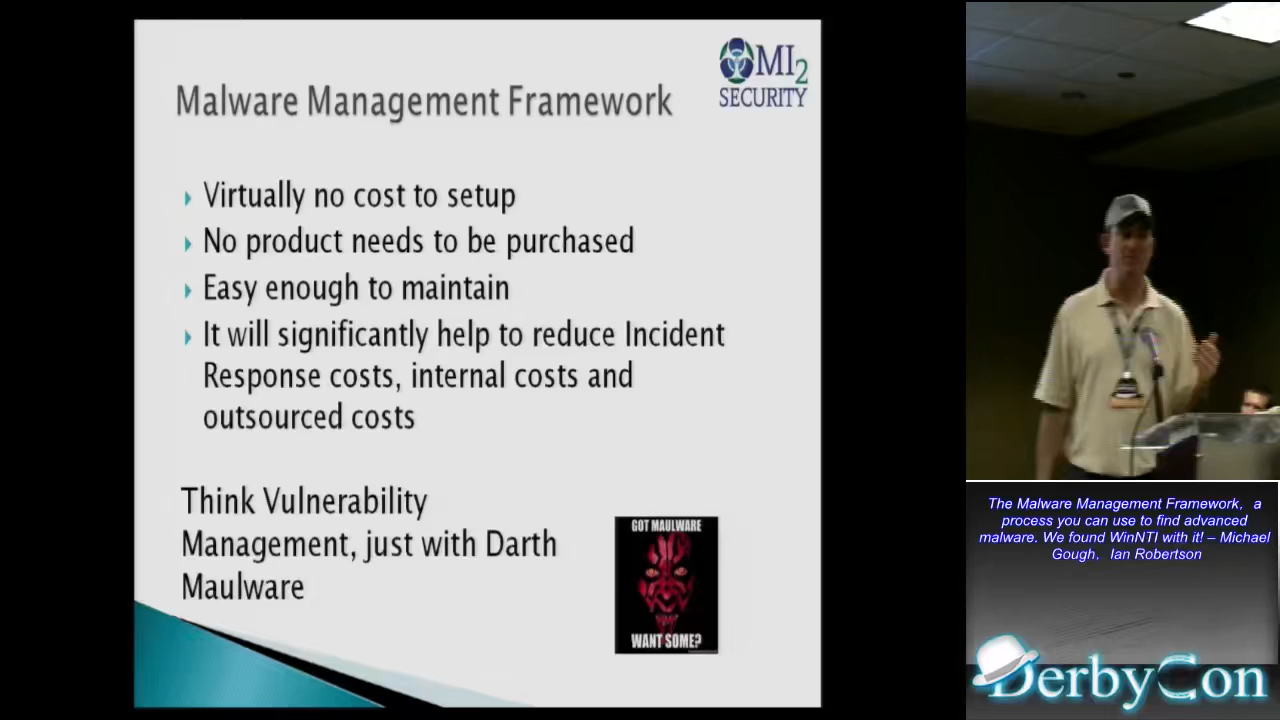 MI2
SECURITY
Malware Management Framework
Virtually no cost to setup
No product needs to be purchased
Easy enough to maintain
It will significantly help to reduce Incident
Response costs, internal costs and
outsourced costs
Think Vulnerability
Management, just with Darth
Maulware
GOT MAULWARE
WANT SOME?
The Malware Management Framework, a
process you can use to find advanced
malware. We found WinNTI with it! – Michael
Gough, Ian Robertson
DerbyCon